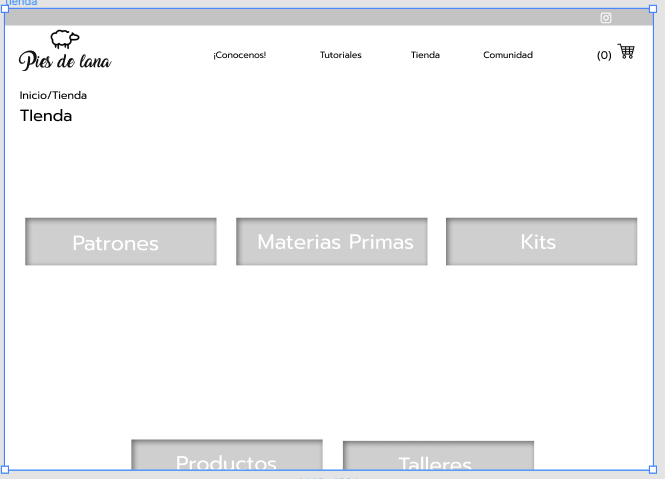 Tienda
Pies de lana
¡Conocenos!
Tutoriales
Tienda
Comunidad
(0)
Inicio/Tienda
TIenda
Patrones
Materias Primas
Kits
Productos
Talleres